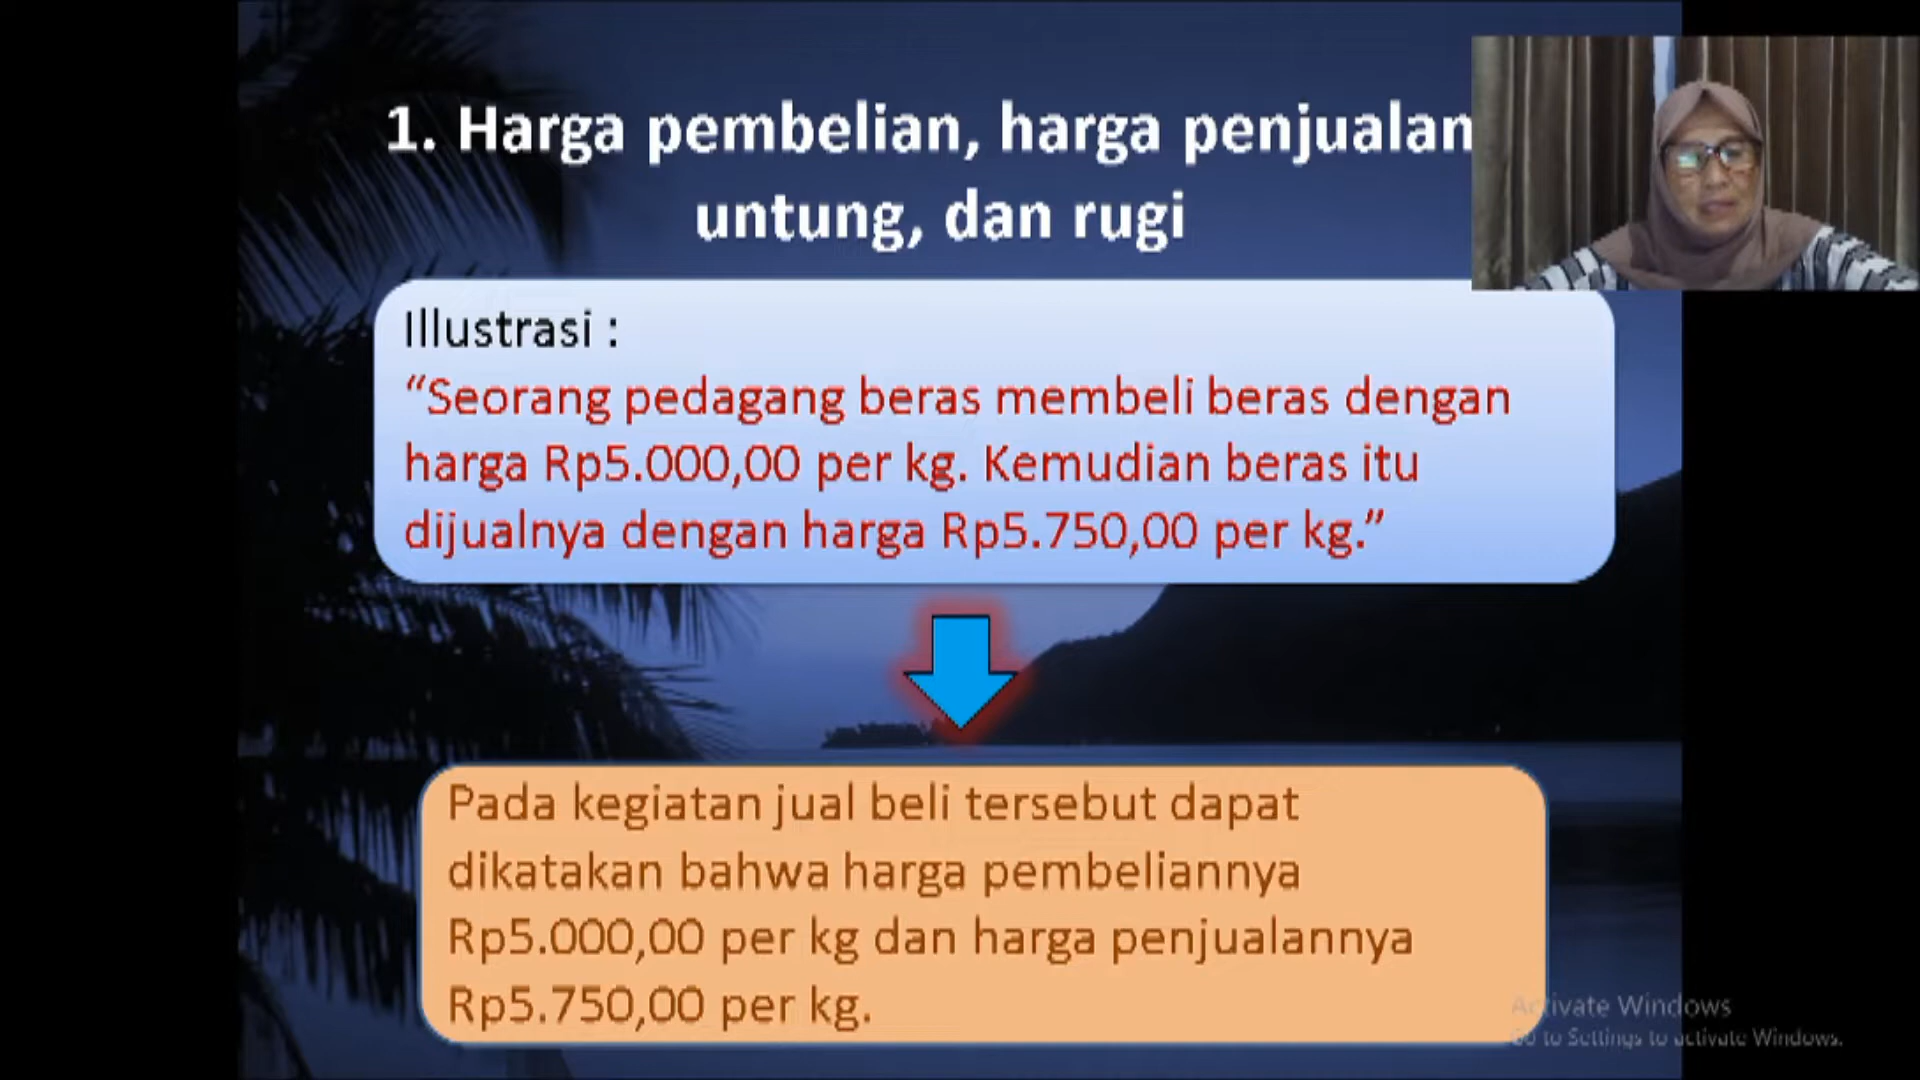 1. Harga pembelian, harga penjualan
untung, dan rugi
Illustrasi :
“Seorang pedagang beras membeli beras dengan
harga Rp5.000,00 per kg. Kemudian beras itu
dijualnya dengan harga Rp5.750,00 per kg.”
Pada kegiatan jual beli tersebut dapat
dikatakan bahwa harga pembeliannya
Rp5.000,00 per kg dan harga penjualannya
Rp5.750,00 per kg.
Activate Windows
Go to Settings to activate Windows.